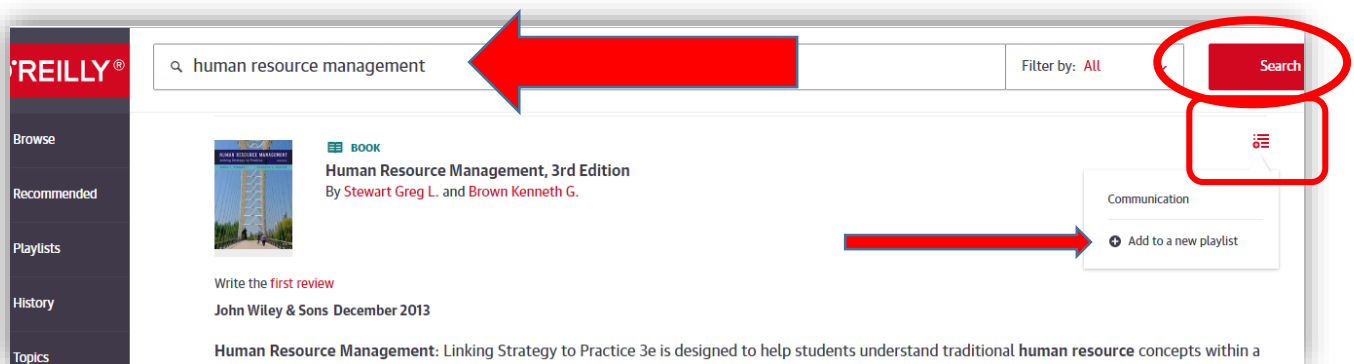 O'REILLY®
human resource management
Filter by: All
Search
Browse
Recommended
Playlists
History
Topics
BOOK
Human Resource Management, 3rd Edition
By Stewart Greg L. and Brown Kenneth G.
Communication
Add to a new playlist
Write the first review
John Wiley & Sons December 2013
Human Resource Management: Linking Strategy to Practice 3e is designed to help students understand traditional human resource concepts within a
HUMAN RESOURCE MANAGEMENT